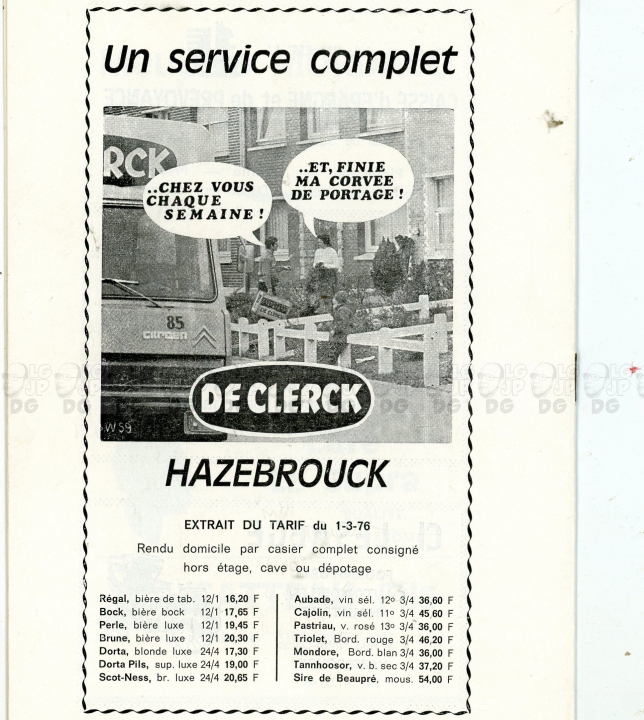 Un service complet
RCK
..CHEZ VOUS
CHAQUE
SEMAINE !
..ET, FINIE
MA CORVEE
DE PORTAGE !
85
CITROËN
DE CLERCK
W59
HAZEBROUCK
EXTRAIT DU TARIF du 1-3-76
Rendu domicile par casier complet consigné
hors étage, cave ou dépotage
Régal, bière de tab. 12/1 16,20 F
Bock, bière bock 12/1 17,65 F
Perle, bière luxe 12/1 19,45 F
Brune, bière luxe 12/1 20,30 F
Dorta, blonde luxe 24/4 17,30 F
Dorta Pils, sup. luxe 24/4 19,00 F
Scot-Ness, br. luxe 24/4 20,65 F
Aubade, vin sél. 12º 3/4 36,60 F
Cajolin, vin sél. 11º 3/4 45,60 F
Pastriau, v. rosé 13º 3/4 36,00 F
Triolet, Bord. rouge 3/4 46,20 F
Mondore, Bord. blan 3/4 36,00 F
Tannhoosor, v. b. sec 3/4 37,20 F
Sire de Beaupré, mous. 54,00 F